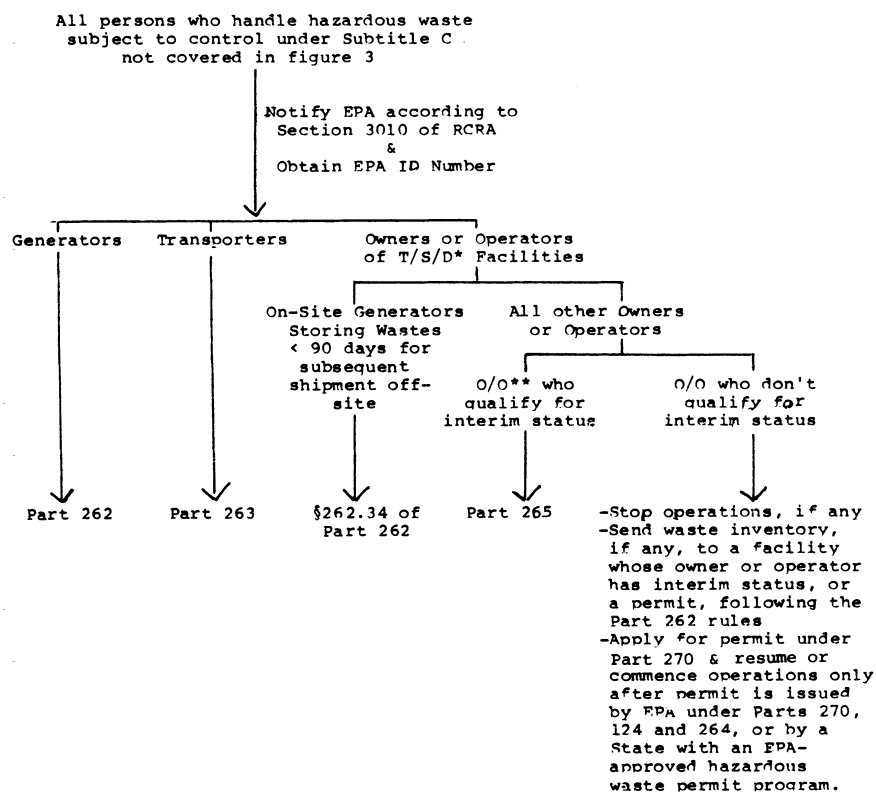 All persons who handle hazardous waste
subject to control under Subtitle C
not covered in figure 3
Notify EPA according to
Section 3010 of RCRA
&
Obtain EPA ID Number
Generators
Transporters
Owners or Operators
of T/S/D* Facilities
On-Site Generators
Storing Wastes
< 90 days for
subsequent
shipment off-
site
All other Owners
or Operators
O/O** who
qualify for
interim status
O/O who don't
qualify for
interim status
Part 262
Part 263
§262.34 of
Part 262
Part 265
-Stop operations, if any
-Send waste inventory,
if any, to a facility
whose owner or operator
has interim status, or
a permit, following the
Part 262 rules
-Apply for permit under
Part 270 & resume or
commence operations only
after permit is issued
by EPA under Parts 270,
124 and 264, or by a
State with an EPA-
approved hazardous
waste permit program.